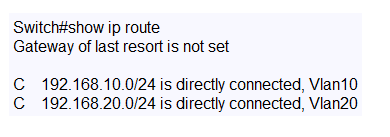 Switch#show ip route
Gateway of last resort is not set
C    192.168.10.0/24 is directly connected, Vlan10
C    192.168.20.0/24 is directly connected, Vlan20